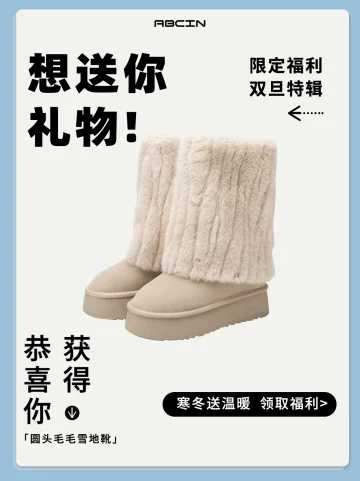 ABCIN
想送你
礼物!
限定福利
双旦特辑
恭喜你
获得
「圆头毛毛雪地靴」
寒冬送温暖 领取福利>